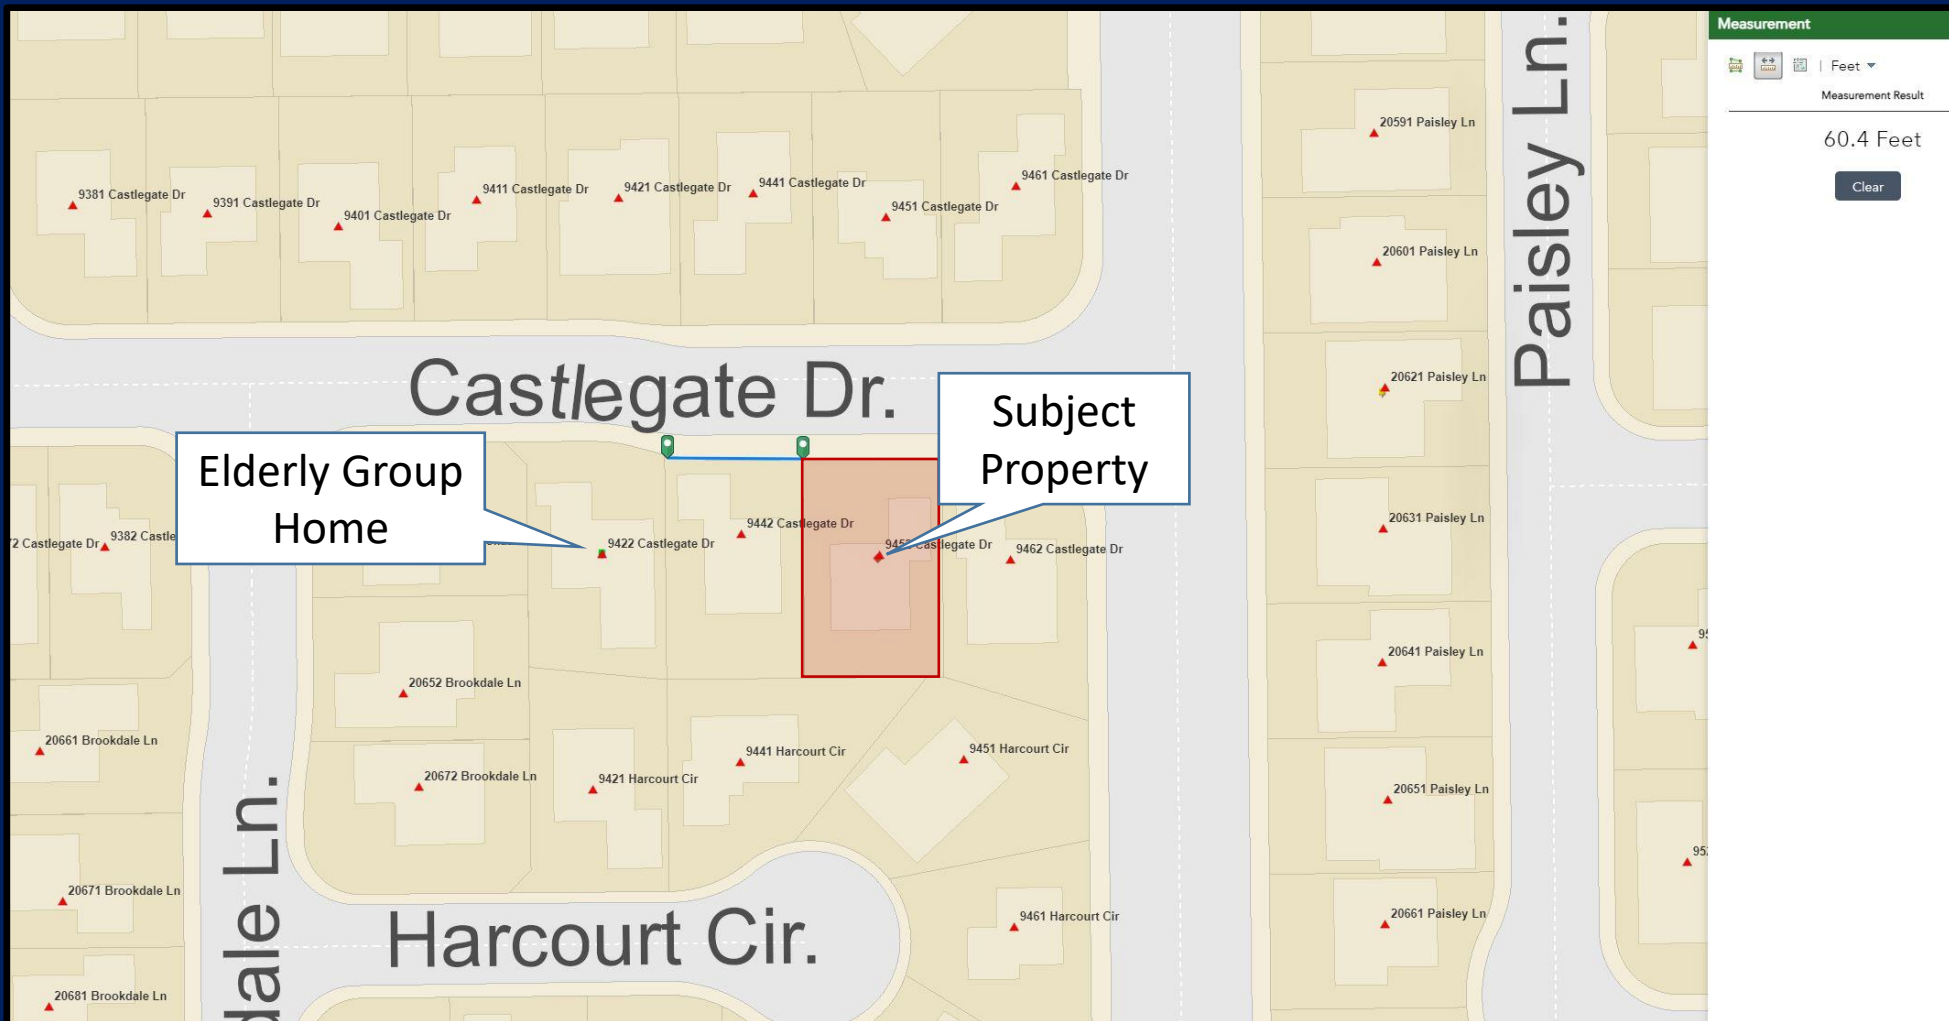 Measurement
Feet
Measurement Result
60.4 Feet
Clear
Paisley Ln.
20591 Paisley Ln
9381 Castlegate Dr
9391 Castlegate Dr
9401 Castlegate Dr
9411 Castlegate Dr
9421 Castlegate Dr
9441 Castlegate Dr
9451 Castlegate Dr
9461 Castlegate Dr
20601 Paisley Ln
Castlegate Dr.
20621 Paisley Ln
Subject
Property
Elderly Group
Home
2 Castlegate Dr
9382 Castle
9422 Castlegate Dr
9442 Castlegate Dr
Castlegate Dr
9462 Castlegate Dr
20631 Paisley Ln
20652 Brookdale Ln
20641 Paisley Ln
20661 Brookdale Ln
20672 Brookdale Ln
9421 Harcourt Cir
9441 Harcourt Cir
9451 Harcourt Cir
20651 Paisley Ln
20671 Brookdale Ln
dale Ln.
Harcourt Cir.
9461 Harcourt Cir
20661 Paisley Ln
20681 Brookdale Ln